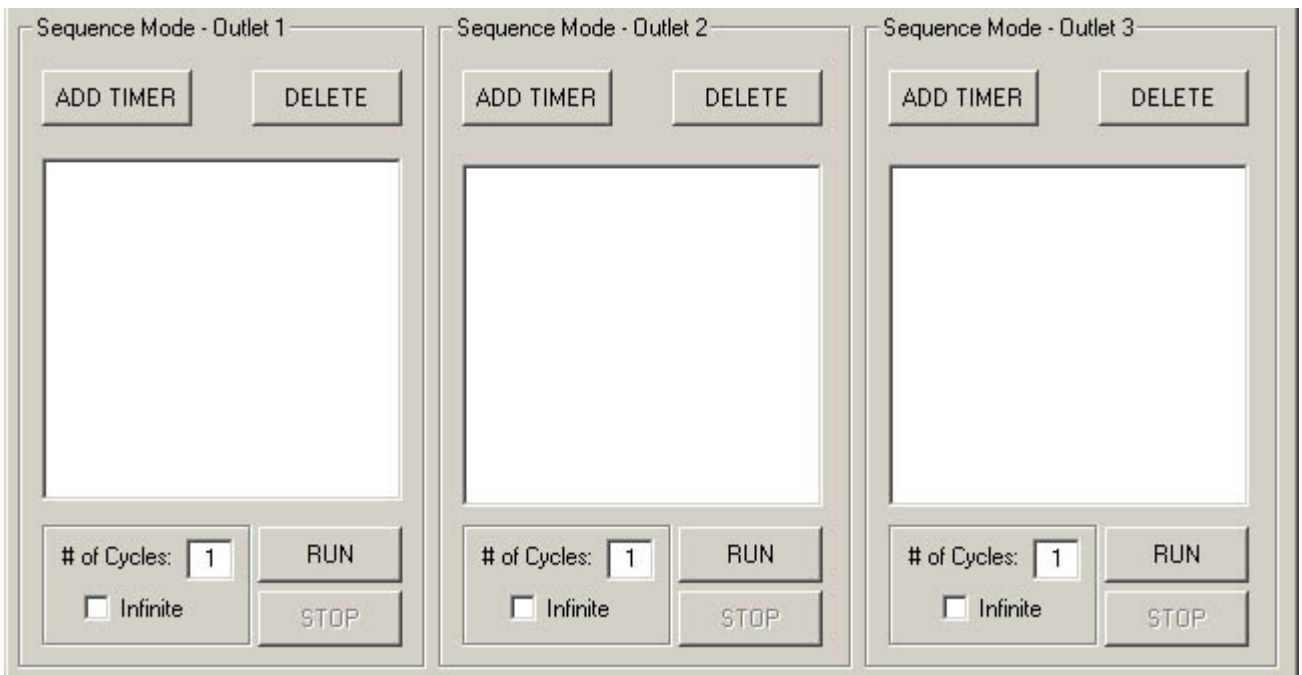 Sequence Mode - Outlet 1
ADD TIMER
DELETE
# of Cycles: 1
Infinite
RUN
STOP
Sequence Mode - Outlet 2
ADD TIMER
DELETE
# of Cycles: 1
Infinite
RUN
STOP
Sequence Mode - Outlet 3
ADD TIMER
DELETE
# of Cycles: 1
Infinite
RUN
STOP